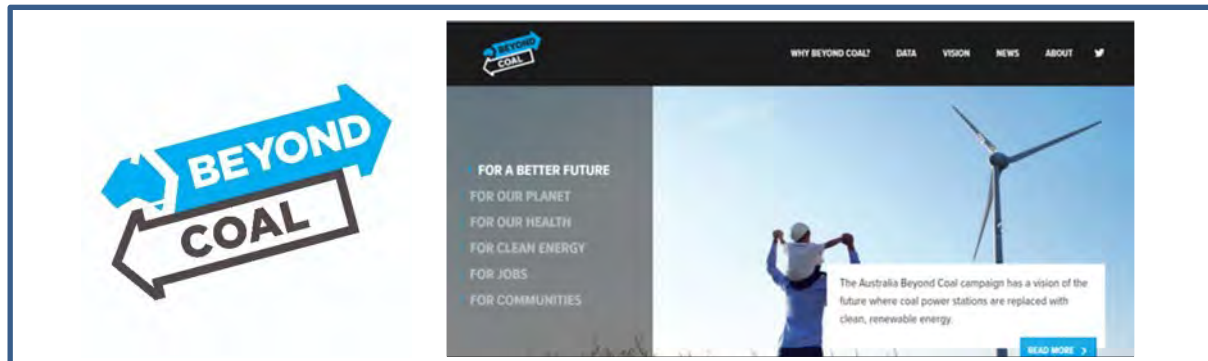 BEYOND
COAL
BEYOND
COAL
WHY BEYOND COAL? DATA VISION NEWS ABOUT
FOR A BETTER FUTURE
FOR OUR PLANET
FOR OUR HEALTH
FOR CLEAN ENERGY
FOR JOBS
FOR COMMUNITIES
The Australia Beyond Coal campaign has a vision of the
future where coal power stations are replaced with
clean, renewable energy.
READ MORE >